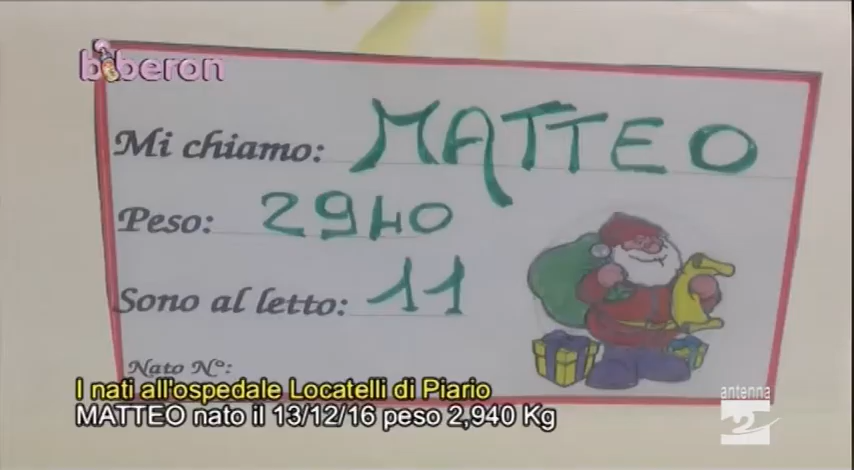 biberon
Mi chiamo: MATTEO
Peso: 2940
Sono al letto: 11
Nato N°:
I nati all'ospedale Locatelli di Piario
MATTEO nato il 13/12/16 peso 2,940 Kg
antenna
2